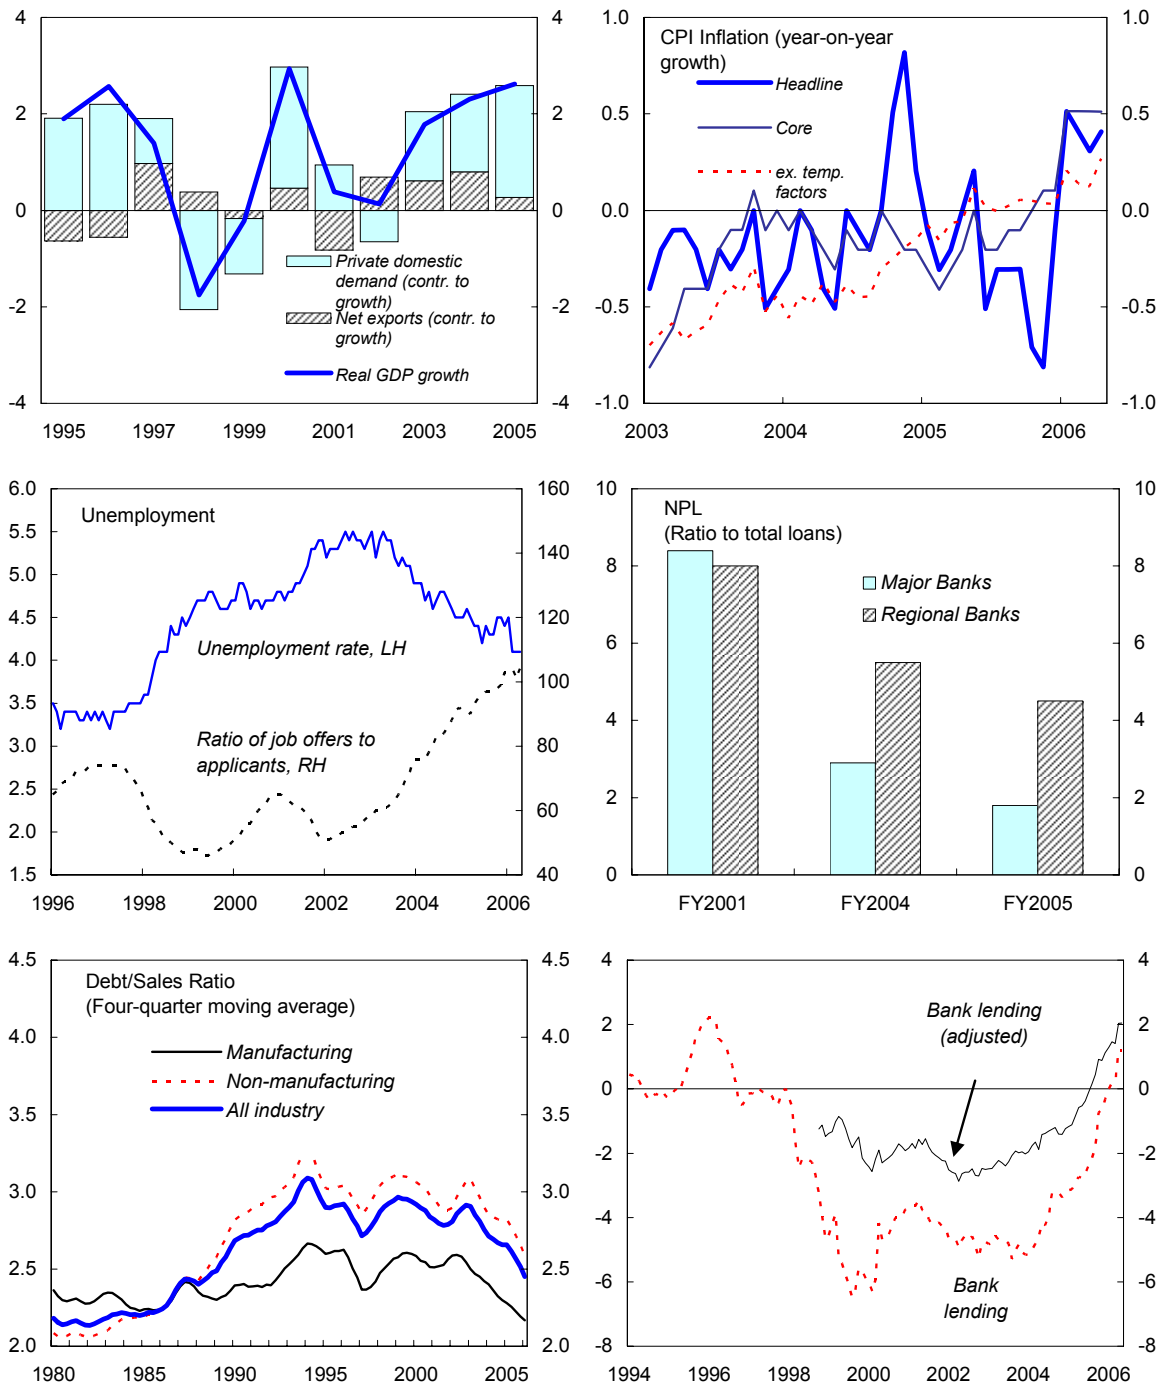 4 4
2 2
0 0
-2 -2
-4 -4
Private domestic
demand (contr. to
growth)
Net exports (contr. to
growth)
Real GDP growth
1995 1997 1999 2001 2003 2005
1.0 1.0
0.5 0.5
0.0 0.0
-0.5 -0.5
-1.0 -1.0
CPI Inflation (year-on-year
growth)
Headline
Core
ex. temp.
factors
2003 2004 2005 2006
6.0 160
5.5 140
5.0 120
4.5 100
4.0 80
3.5 60
3.0 40
2.5
2.0
1.5
Unemployment
Unemployment rate, LH
Ratio of job offers to
applicants, RH
1996 1998 2000 2002 2004 2006
10 10
8 8
6 6
4 4
2 2
0 0
NPL
(Ratio to total loans)
Major Banks
Regional Banks
FY2001 FY2004 FY2005
4.5 4.5
4.0 4.0
3.5 3.5
3.0 3.0
2.5 2.5
2.0 2.0
Debt/Sales Ratio
(Four-quarter moving average)
Manufacturing
Non-manufacturing
All industry
1980 1985 1990 1995 2000 2005
4 4
2 2
0 0
-2 -2
-4 -4
-6 -6
-8 -8
Bank lending
(adjusted)
Bank
lending
1994 1996 1998 2000 2002 2004 2006